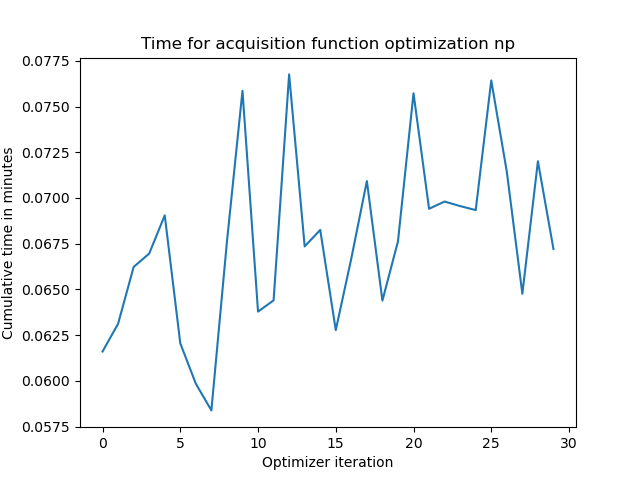 Time for acquisition function optimization np
Cumulative time in minutes
0.0775
0.0750
0.0725
0.0700
0.0675
0.0650
0.0625
0.0600
0.0575
0 5 10 15 20 25 30
Optimizer iteration